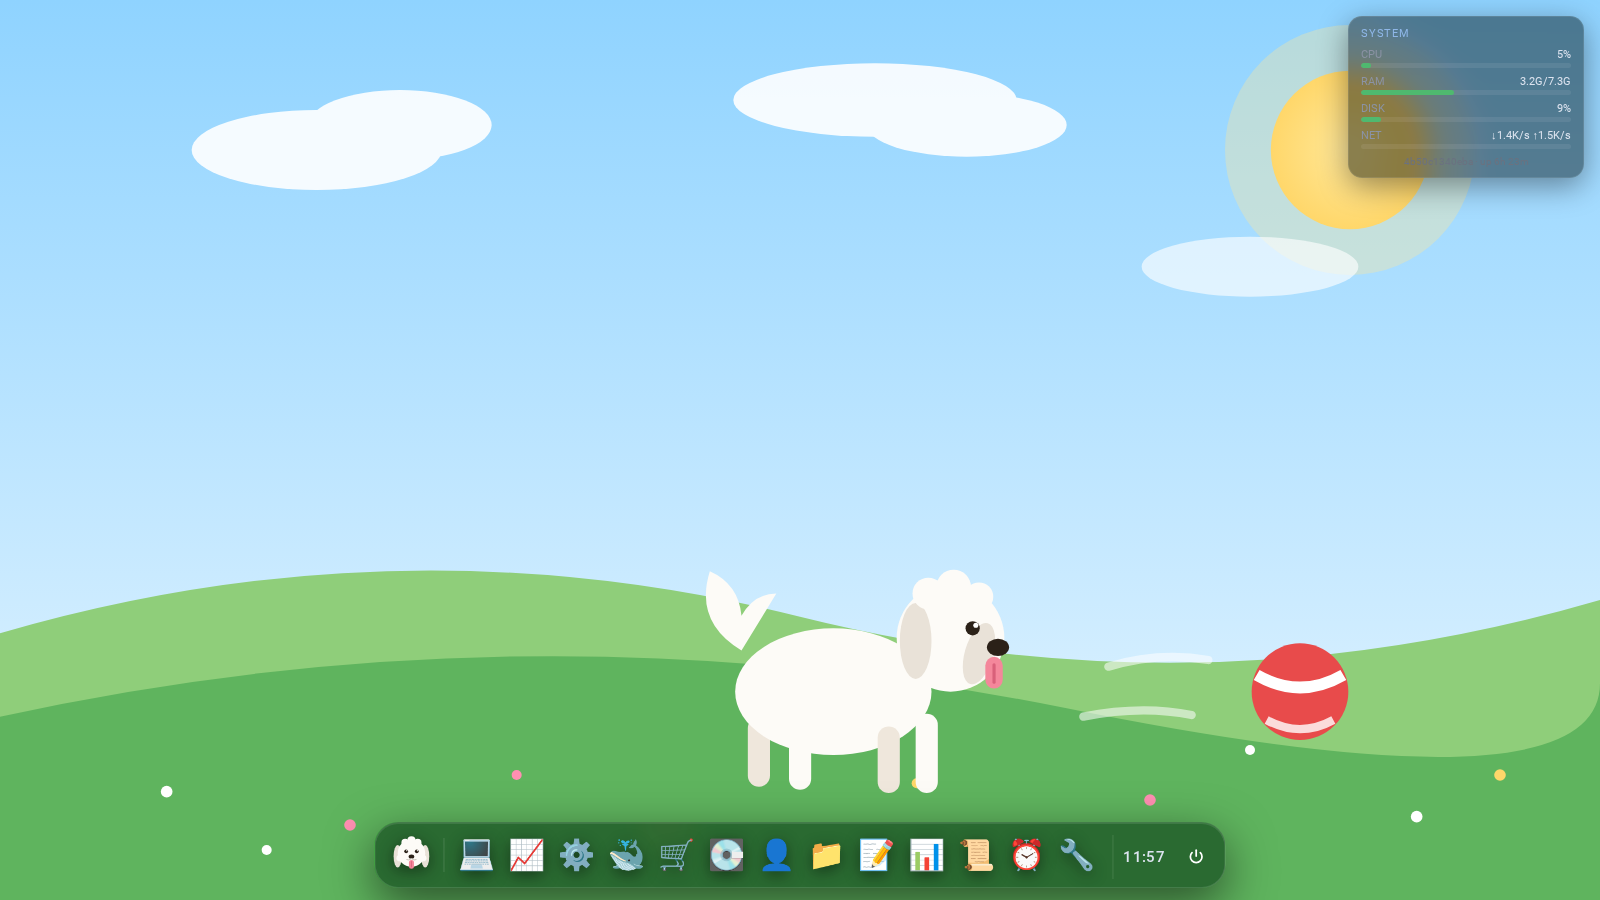 SYSTEM
CPU 5%
RAM 3.2G/7.3G
DISK 9%
NET ↓1.4K/s ↑1.5K/s
11:57